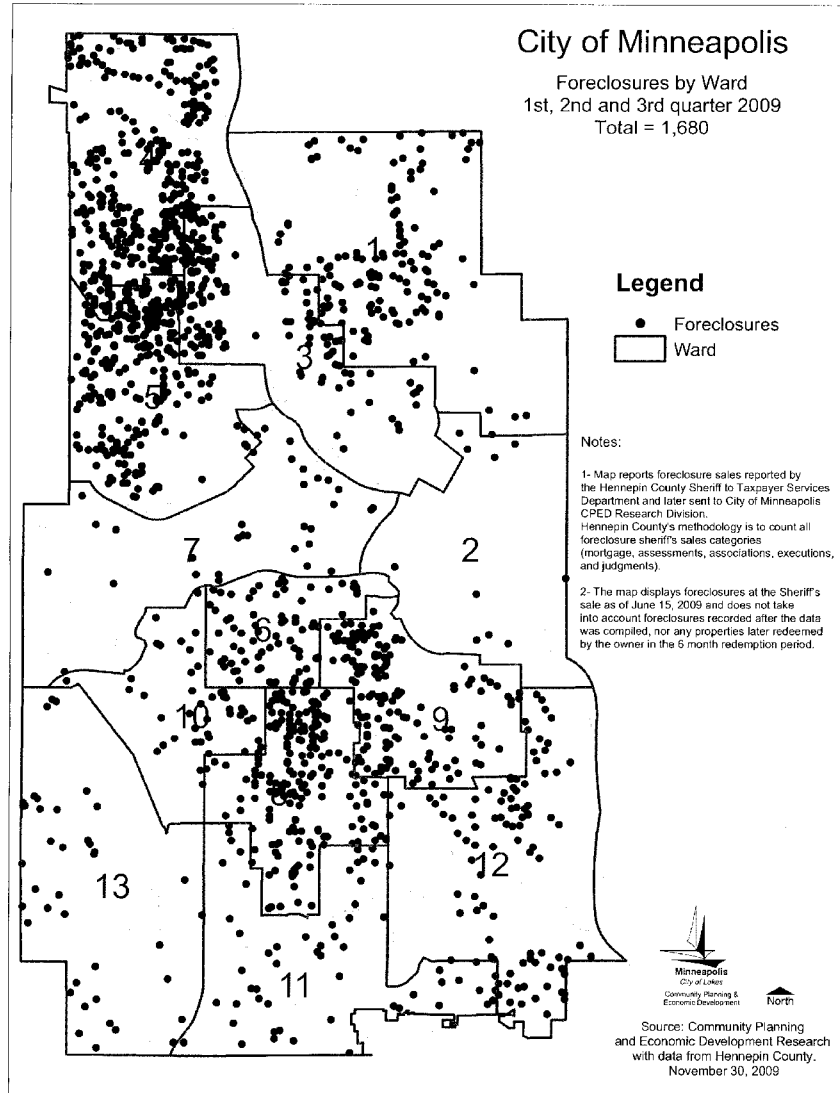 City of Minneapolis
Foreclosures by Ward
1st, 2nd and 3rd quarter 2009
Total = 1,680
Legend
Foreclosures
Ward
Notes:
1- Map reports foreclosure sales reported by
the Hennepin County Sheriff to Taxpayer Services
Department and later sent to City of Minneapolis
CPED Research Division.
Hennepin County's methodology is to count all
foreclosure sheriff's sales categories
(mortgage, assessments, associations, executions,
and judgments).
2- The map displays foreclosures at the Sheriff's
sale as of June 15, 2009 and does not take
into account foreclosures recorded after the data
was compiled, nor any properties later redeemed
by the owner in the 6 month redemption period.
4
1
3
5
7
2
6
10
9
8
12
13
11
Minneapolis
City of Lakes
Community Planning &
Economic Development
North
Source: Community Planning
and Economic Development Research
with data from Hennepin County.
November 30, 2009